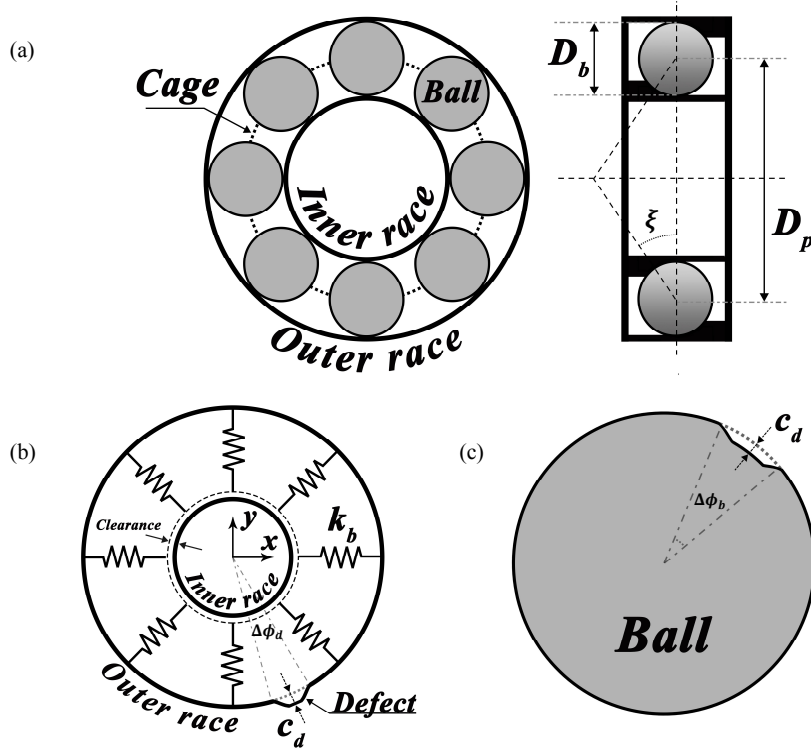 (a)
Cage
Ball
Inner race
Outer race
D_b
D_p
ξ
(b)
Clearance
y
x
k_b
Inner race
Δϕ_d
Outer race
Defect
c_d
(c)
c_d
Δϕ_b
Ball